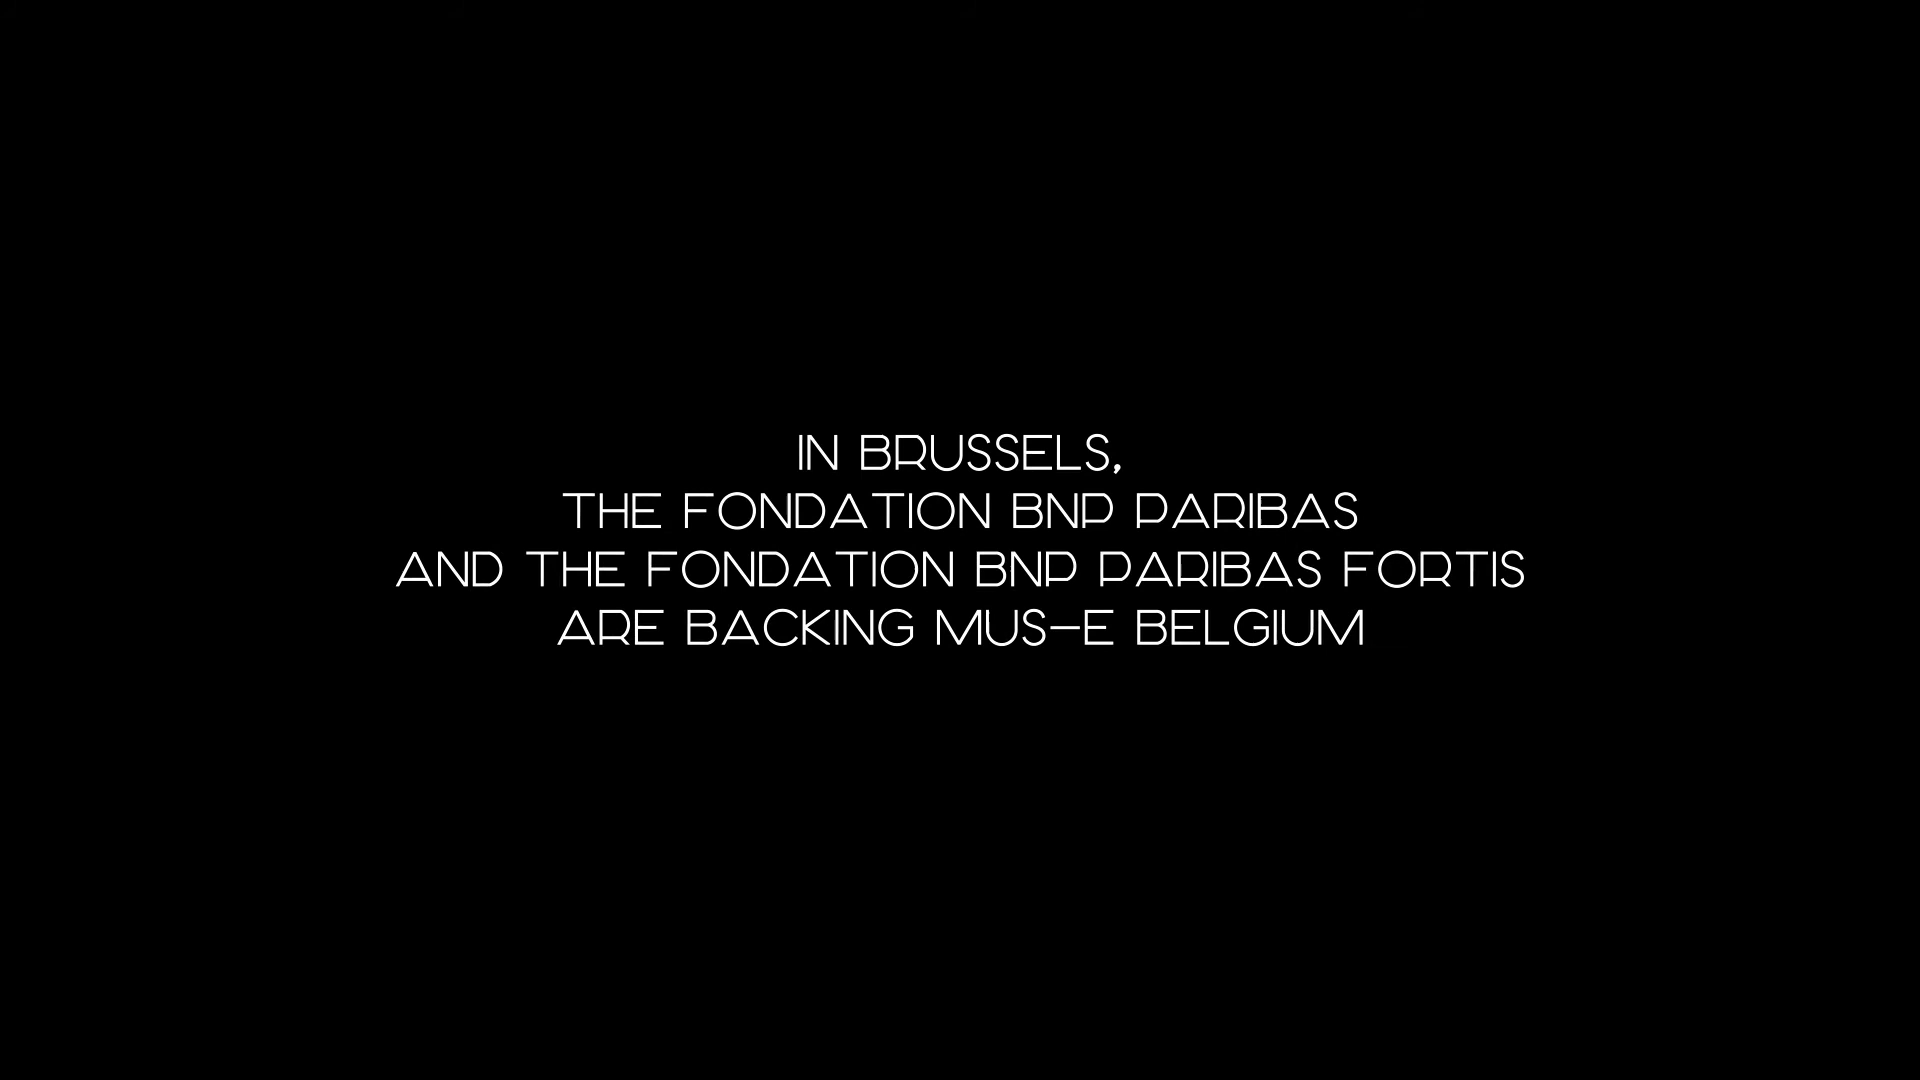 IN BRUSSELS,
THE FONDATION BNP PARIBAS
AND THE FONDATION BNP PARIBAS FORTIS
ARE BACKING MUS-E BELGIUM